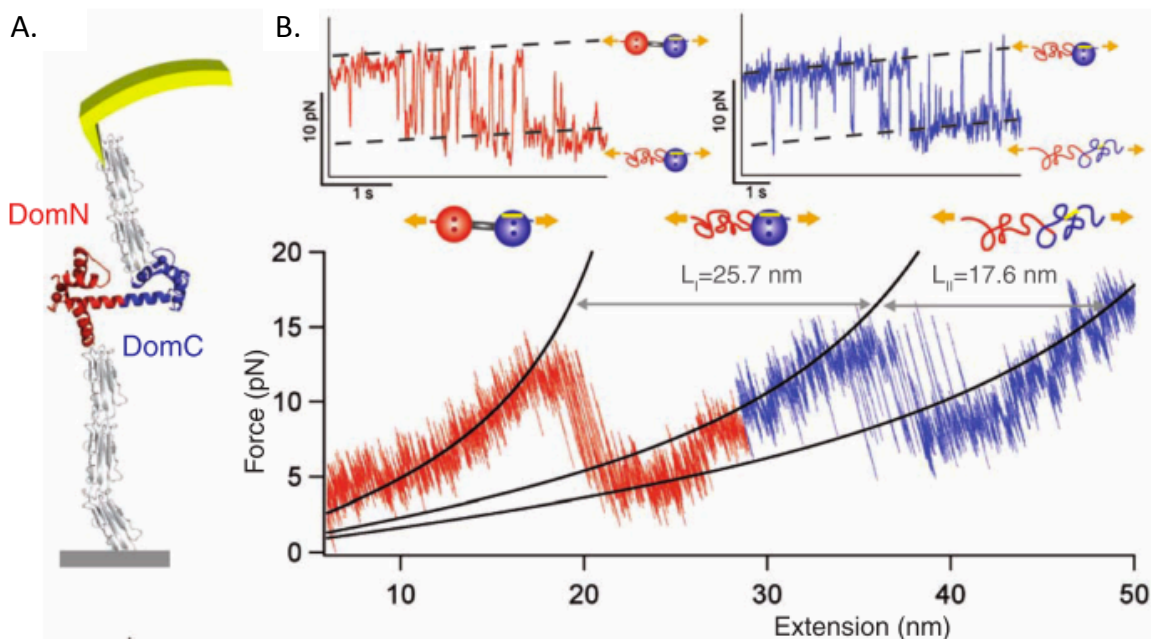 A.
B.
DomN
DomC
10 pN
1 s
10 pN
1 s
L_I=25.7 nm
L_II=17.6 nm
Force (pN)
20
15
10
5
0
10
20
30
40
50
Extension (nm)